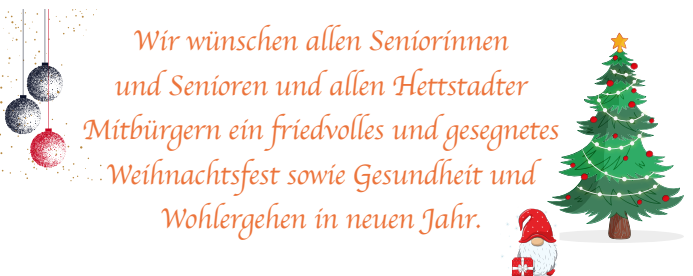 Wir wünschen allen Seniorinnen
und Senioren und allen Hettstadter
Mitbürgern ein friedvolles und gesegnetes
Weihnachtsfest sowie Gesundheit und
Wohlergehen in neuen Jahr.